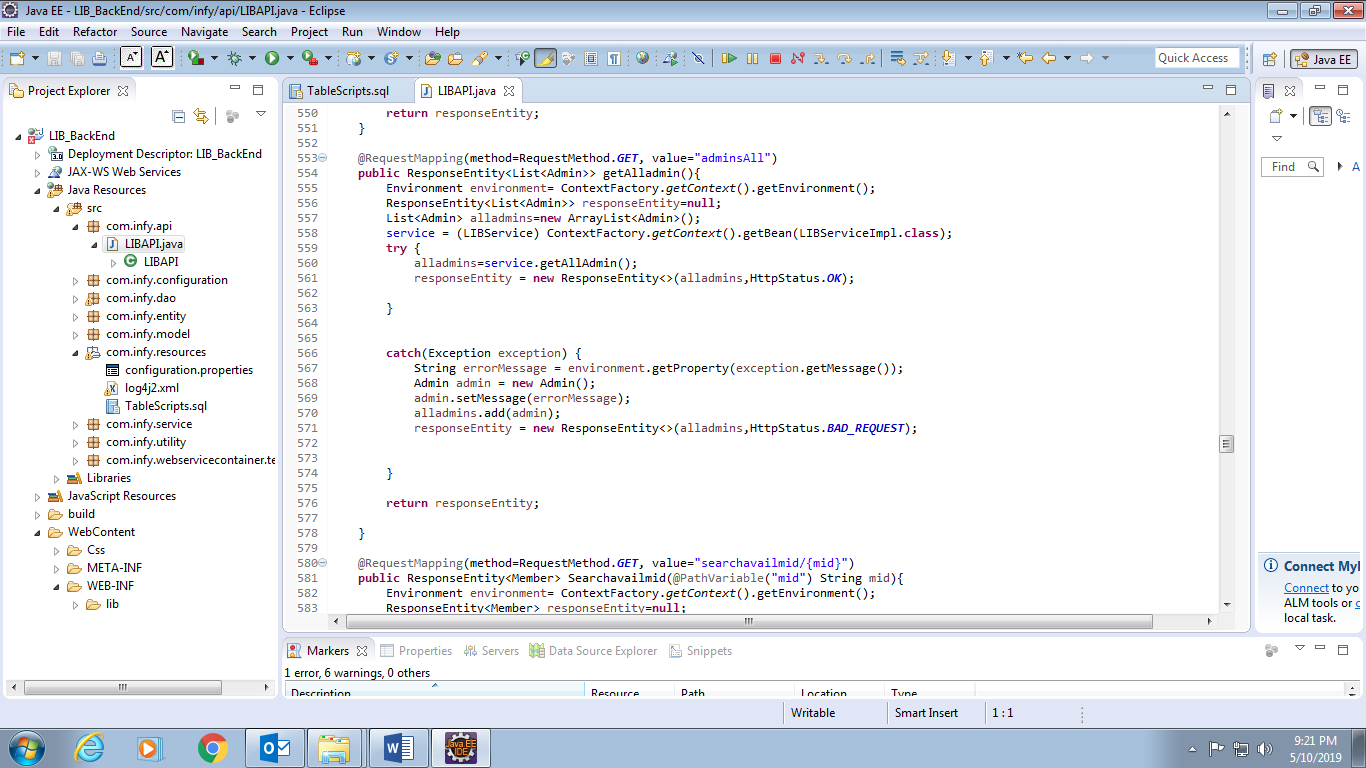 Java EE - LIB_BackEnd/src/com/infy/api/LIBAPI.java - Eclipse
File Edit Refactor Source Navigate Search Project Run Window Help
Quick Access
Java EE
Project Explorer
LIB_BackEnd
Deployment Descriptor: LIB_BackEnd
JAX-WS Web Services
Java Resources
src
com.infy.api
LIBAPI.java
LIBAPI
com.infy.configuration
com.infy.dao
com.infy.entity
com.infy.model
com.infy.resources
configuration.properties
log4j2.xml
TableScripts.sql
com.infy.service
com.infy.utility
com.infy.webservicecontainer.te
Libraries
JavaScript Resources
build
WebContent
Css
META-INF
WEB-INF
lib
TableScripts.sql LIBAPI.java
550 return responseEntity;
551 }
552
553 @RequestMapping(method=RequestMethod.GET, value="adminsAll")
554 public ResponseEntity<List<Admin>> getAlladmin(){
555 Environment environment= ContextFactory.getContext().getEnvironment();
556 ResponseEntity<List<Admin>> responseEntity=null;
557 List<Admin> alladmins=new ArrayList<Admin>();
558 service = (LIBService) ContextFactory.getContext().getBean(LIBServiceImpl.class);
559 try {
560 alladmins=service.getAllAdmin();
561 responseEntity = new ResponseEntity<>(alladmins,HttpStatus.OK);
562
563 }
564
565
566 catch(Exception exception) {
567 String errorMessage = environment.getProperty(exception.getMessage());
568 Admin admin = new Admin();
569 admin.setMessage(errorMessage);
570 alladmins.add(admin);
571 responseEntity = new ResponseEntity<>(alladmins,HttpStatus.BAD_REQUEST);
572
573
574 }
575
576 return responseEntity;
577
578 }
579
580 @RequestMapping(method=RequestMethod.GET, value="searchavailmid/{mid}")
581 public ResponseEntity<Member> Searchavailmid(@PathVariable("mid") String mid){
582 Environment environment= ContextFactory.getContext().getEnvironment();
583 ResponseEntity<Member> responseEntity=null;
Find A
Connect Myl
Connect to yo
ALM tools or c
local task.
Markers Properties Servers Data Source Explorer Snippets
1 error, 6 warnings, 0 others
Description Resource Path Location Type
Writable Smart Insert 1 : 1
Java EE
IDE
9:21 PM
5/10/2019